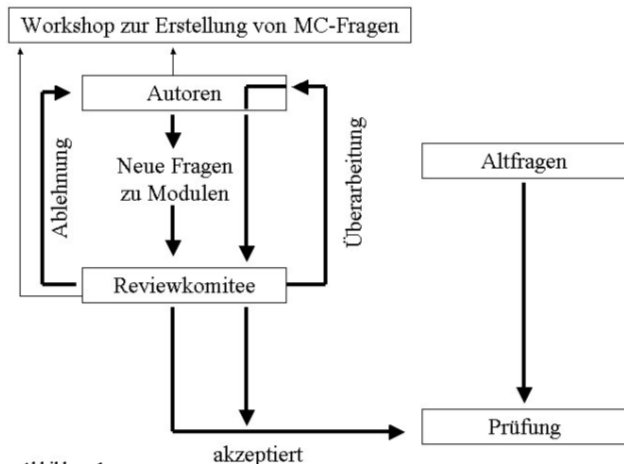 Workshop zur Erstellung von MC-Fragen
Autoren
Ablehnung
Neue Fragen
zu Modulen
Überarbeitung
Altfragen
Reviewkomitee
Prüfung
akzeptiert